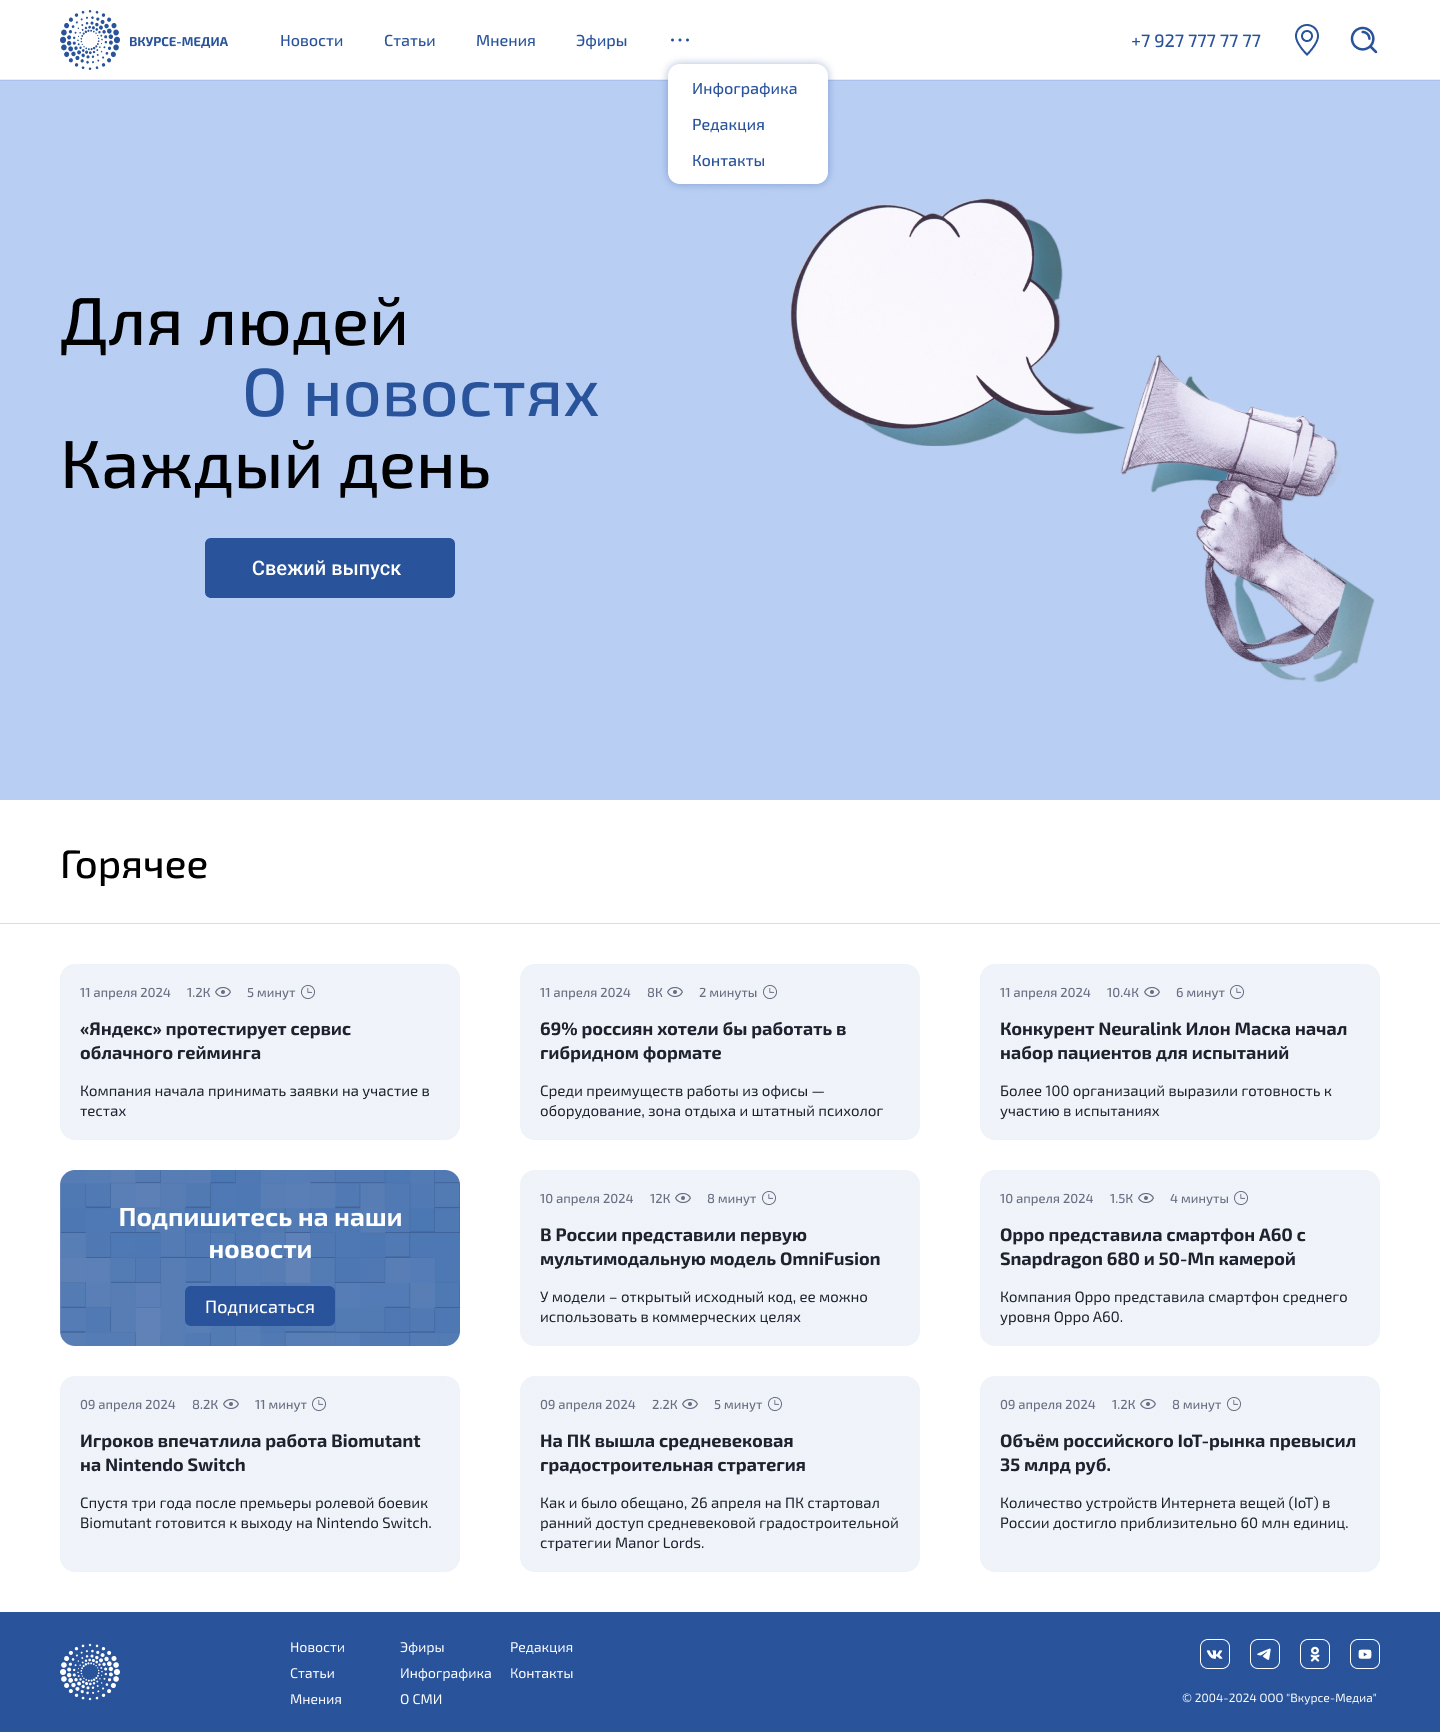 ВКУРСЕ-МЕДИА
Новости
Статьи
Мнения
Эфиры
+7 927 777 77 77
Инфографика
Редакция
Контакты
Для людей
О новостях
Каждый день
Свежий выпуск
Горячее
11 апреля 2024 1.2К 5 минут
«Яндекс» протестирует сервис
облачного гейминга
Компания начала принимать заявки на участие в
тестах
11 апреля 2024 8К 2 минуты
69% россиян хотели бы работать в
гибридном формате
Среди преимуществ работы из офисы —
оборудование, зона отдыха и штатный психолог
11 апреля 2024 10.4К 6 минут
Конкурент Neuralink Илон Маска начал
набор пациентов для испытаний
Более 100 организаций выразили готовность к
участию в испытаниях
Подпишитесь на наши
новости
Подписаться
10 апреля 2024 12К 8 минут
В России представили первую
мультимодальную модель OmniFusion
У модели – открытый исходный код, ее можно
использовать в коммерческих целях
10 апреля 2024 1.5К 4 минуты
Oppo представила смартфон A60 с
Snapdragon 680 и 50-Мп камерой
Компания Oppo представила смартфон среднего
уровня Oppo A60.
09 апреля 2024 8.2К 11 минут
Игроков впечатлила работа Biomutant
на Nintendo Switch
Спустя три года после премьеры ролевой боевик
Biomutant готовится к выходу на Nintendo Switch.
09 апреля 2024 2.2К 5 минут
На ПК вышла средневековая
градостроительная стратегия
Как и было обещано, 26 апреля на ПК стартовал
ранний доступ средневековой градостроительной
стратегии Manor Lords.
09 апреля 2024 1.2К 8 минут
Объём российского IoT-рынка превысил
35 млрд руб.
Количество устройств Интернета вещей (IoT) в
России достигло приблизительно 60 млн единиц.
Новости
Статьи
Мнения
Эфиры
Инфографика
О СМИ
Редакция
Контакты
© 2004-2024 ООО "Вкурсе-Медиа"